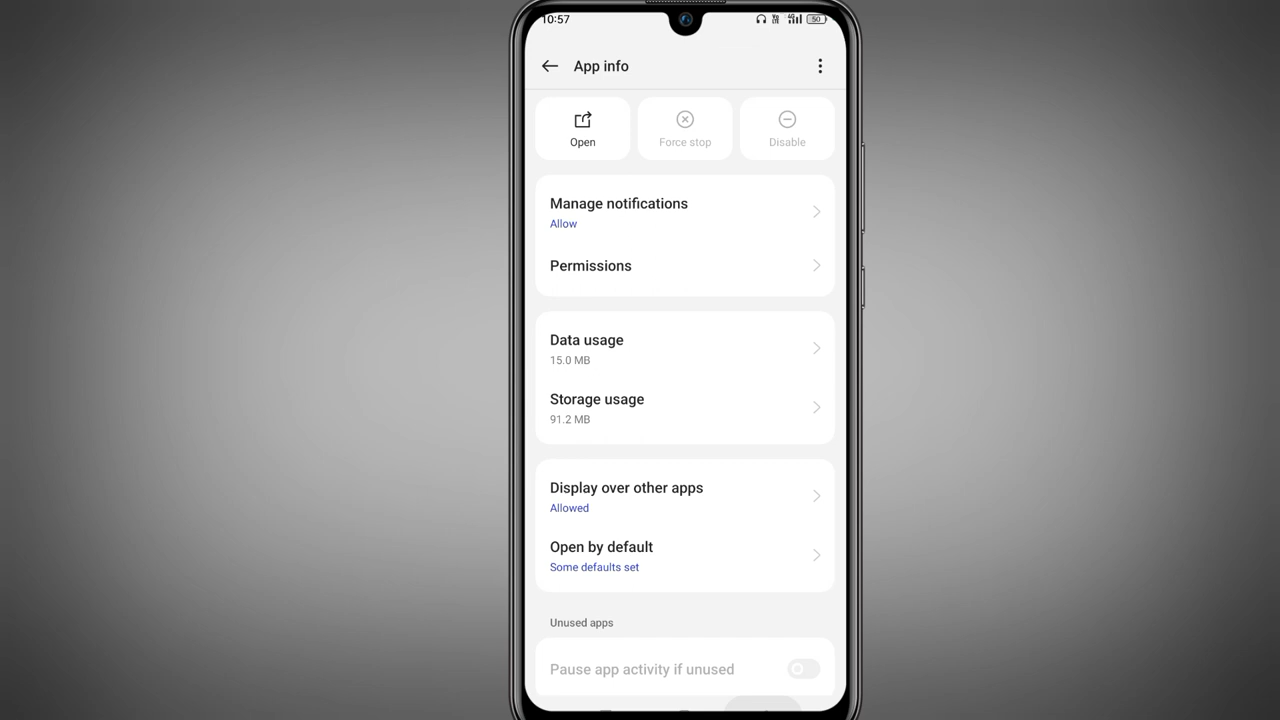 10:57
4G 50
App info
Open
Force stop
Disable
Manage notifications
Allow
Permissions
Data usage
15.0 MB
Storage usage
91.2 MB
Display over other apps
Allowed
Open by default
Some defaults set
Unused apps
Pause app activity if unused